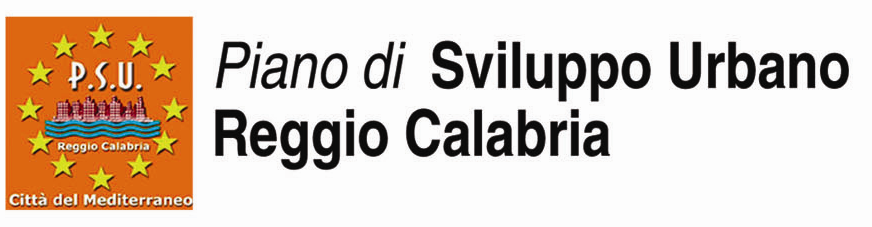 P.S.U.
Reggio Calabria
Città del Mediterraneo
Piano di Sviluppo Urbano
Reggio Calabria